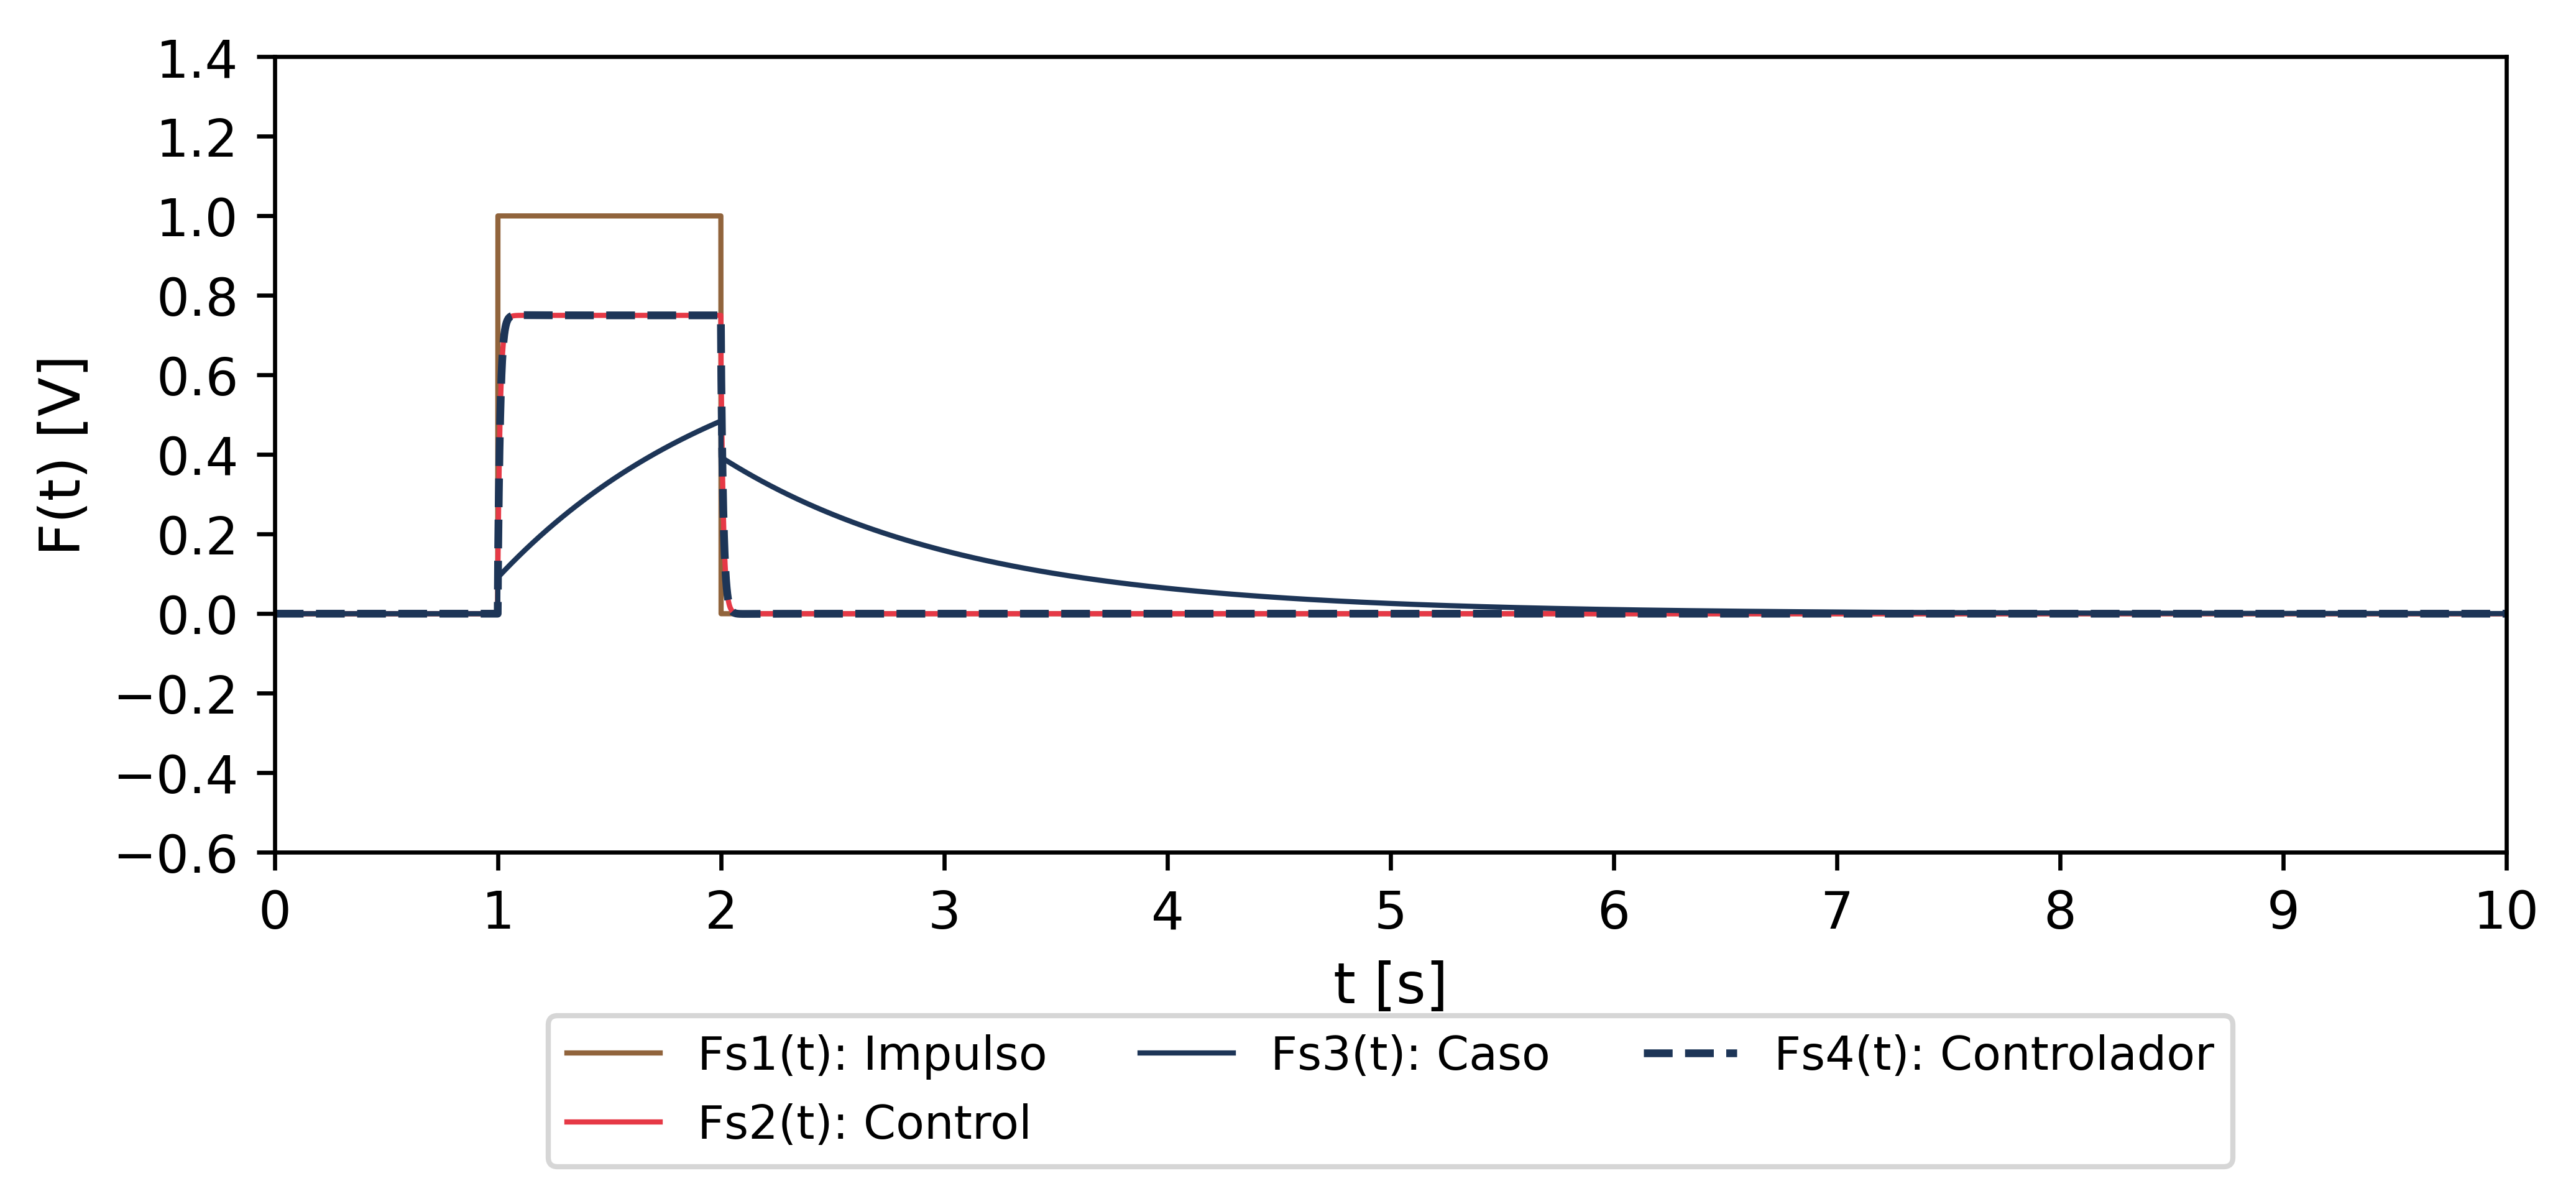 1.4
1.2
1.0
0.8
0.6
0.4
0.2
0.0
−0.2
−0.4
−0.6
F(t) [V]
0 1 2 3 4 5 6 7 8 9 10
t [s]
Fs1(t): Impulso Fs3(t): Caso Fs4(t): Controlador
Fs2(t): Control